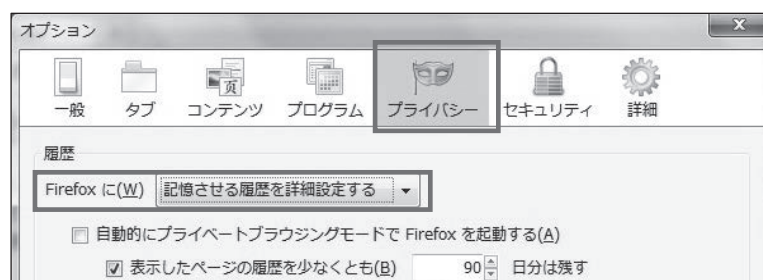 オプション
x
一般 タブ コンテンツ プログラム プライバシー セキュリティ 詳細
履歴
Firefox に(W) 記憶させる履歴を詳細設定する
自動的にプライベートブラウジングモードで Firefox を起動する(A)
表示したページの履歴を少なくとも(B) 90 日分は残す